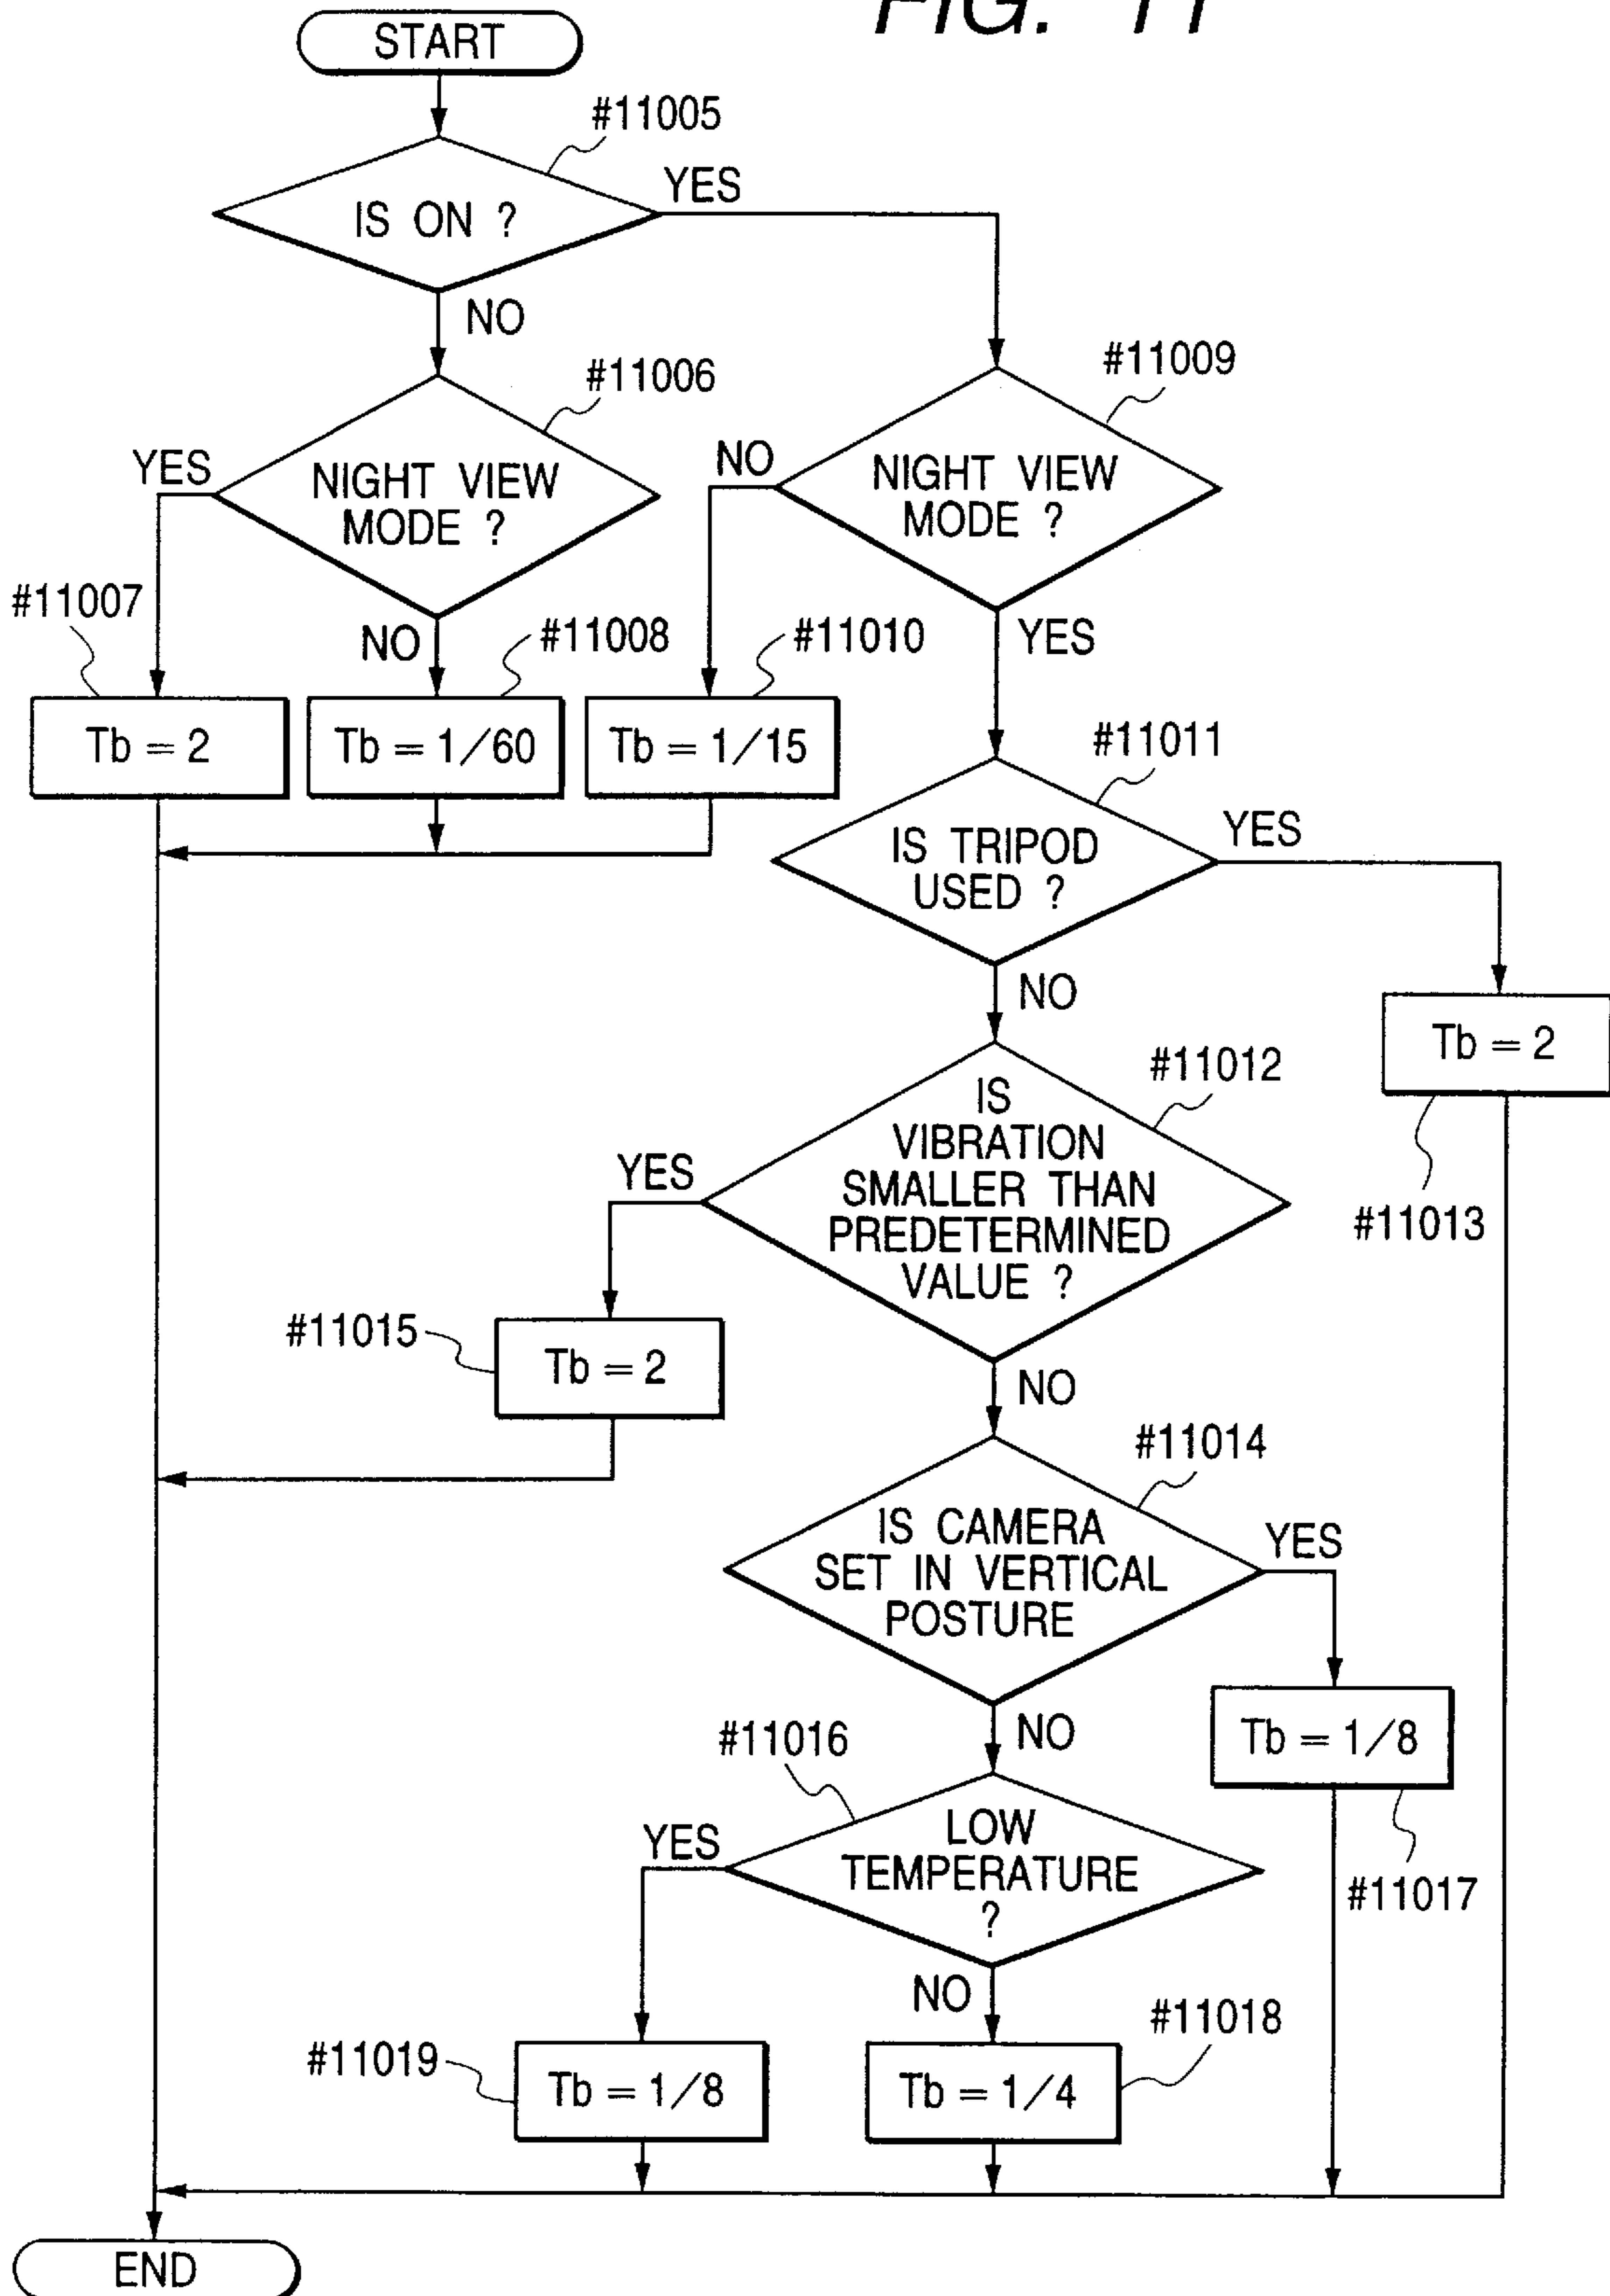 FIG. 11
START
#11005
IS ON ?
YES
NO
#11006
#11009
NIGHT VIEW
MODE ?
YES
NO
NIGHT VIEW
MODE ?
NO
YES
#11007
#11008
#11010
Tb = 2
Tb = 1/60
Tb = 1/15
#11011
IS TRIPOD
USED ?
YES
NO
Tb = 2
#11013
#11012
IS
VIBRATION
SMALLER THAN
PREDETERMINED
VALUE ?
YES
NO
#11015
Tb = 2
#11014
IS CAMERA
SET IN VERTICAL
POSTURE
YES
NO
Tb = 1/8
#11017
#11016
LOW
TEMPERATURE
?
YES
NO
#11019
Tb = 1/8
#11018
Tb = 1/4
END